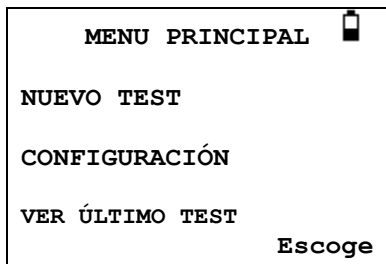 MENU PRINCIPAL
NUEVO TEST
CONFIGURACIÓN
VER ÚLTIMO TEST
Escoge